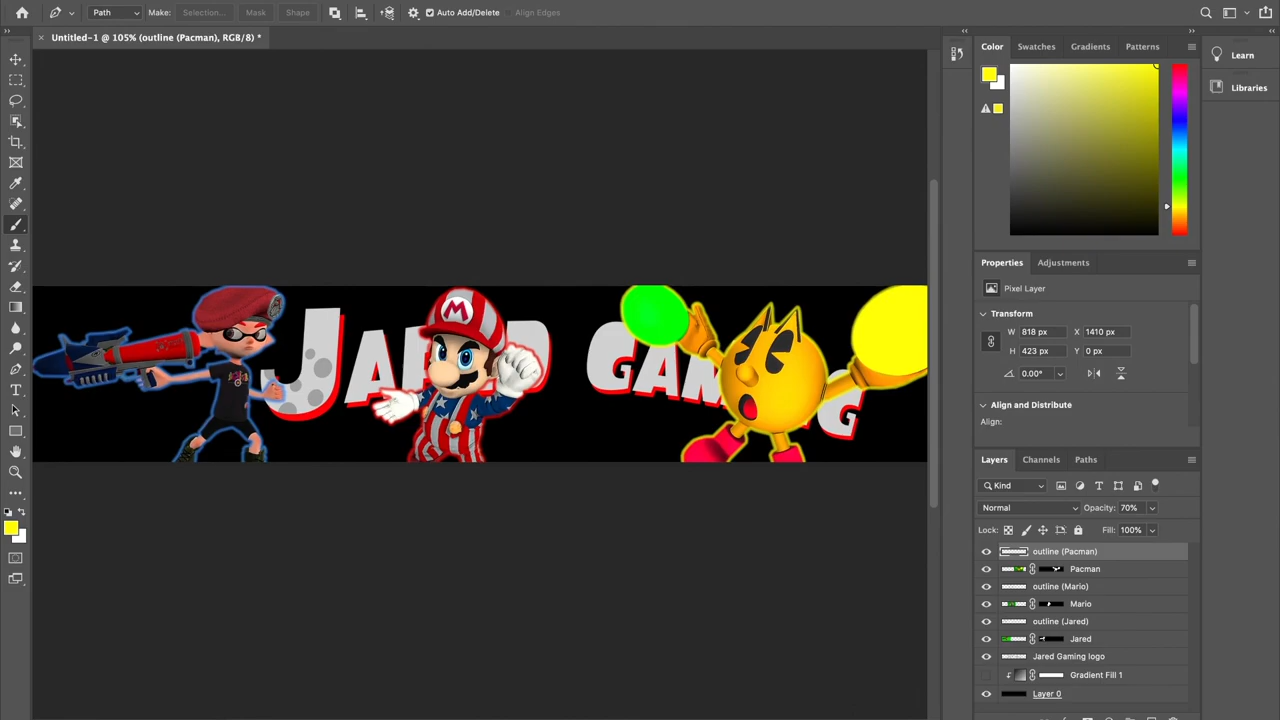 Path
Make:
Selection...
Mask
Shape
Auto Add/Delete
Align Edges
× Untitled-1 @ 105% (outline (Pacman), RGB/8) *
Color
Swatches
Gradients
Patterns
Learn
Libraries
JARED GAMING
M
Properties
Adjustments
Pixel Layer
Transform
W: 818 px
X: 1410 px
H: 423 px
Y: 0 px
0.00°
Align and Distribute
Align:
Layers
Channels
Paths
Kind
Normal
Opacity: 70%
Lock:
Fill: 100%
outline (Pacman)
Pacman
outline (Mario)
Mario
outline (Jared)
Jared
Jared Gaming logo
Gradient Fill 1
Layer 0